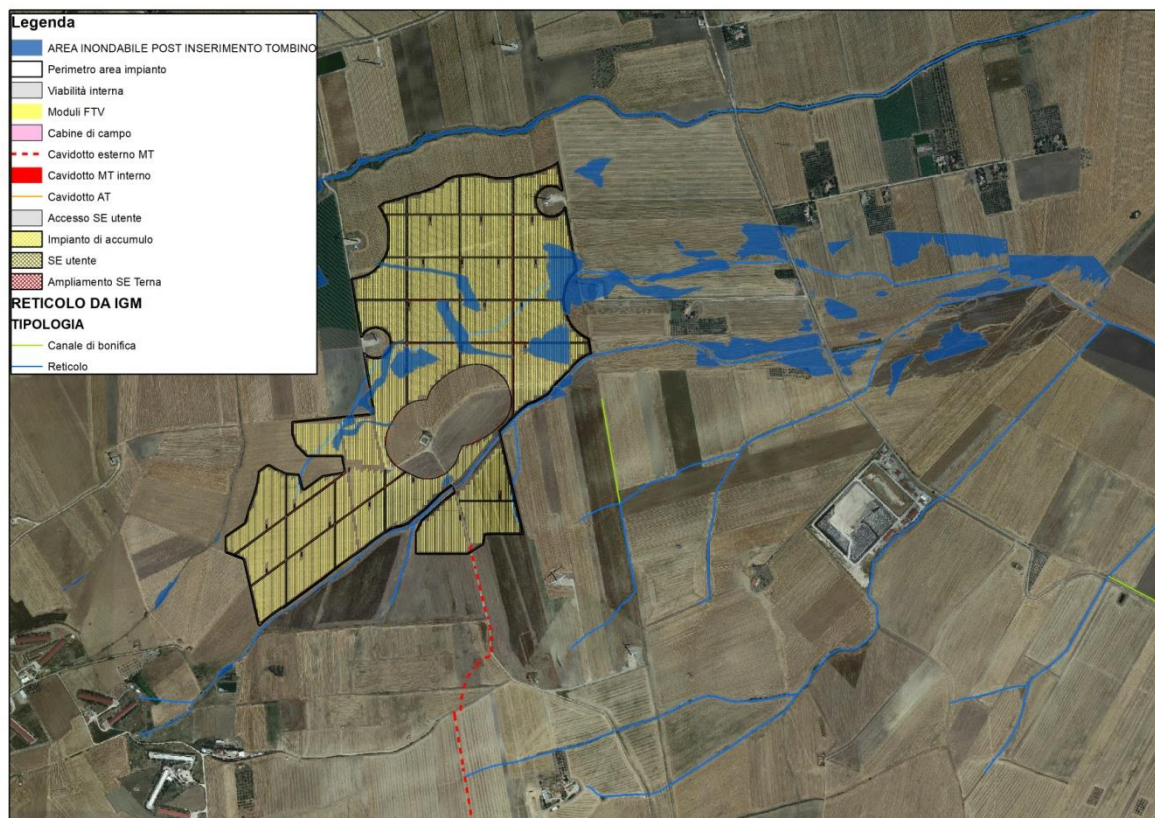 Legenda
AREA INONDABILE POST INSERIMENTO TOMBINO
Perimetro area impianto
Viabilità interna
Moduli FTV
Cabine di campo
Cavidotto esterno MT
Cavidotto MT interno
Cavidotto AT
Accesso SE utente
Impianto di accumulo
SE utente
Ampliamento SE Terna
RETICOLO DA IGM
TIPOLOGIA
Canale di bonifica
Reticolo